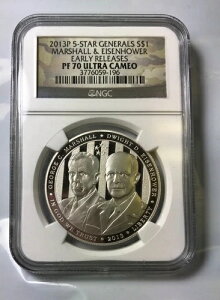 2013P 5-STAR GENERALS S$1
MARSHALL & EISENHOWER
EARLY RELEASES
PF 70 ULTRA CAMEO
3776059-196
NGC
GEORGE C. MARSHALL · DWIGHT D. EISENHOWER
LIBERTY
2013
IN GOD WE TRUST